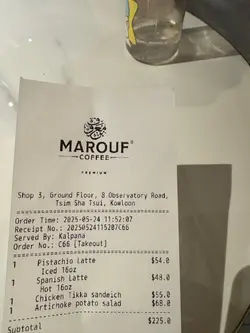 MAROUF®
COFFEE
PREMIUM
Shop 3, Ground Floor, 8 Observatory Road,
Tsim Sha Tsui, Kowloon
Order Time: 2025-05-24 11:52:07
Receipt No.: 20250524115207C66
Served By: Kalpana
Order No.: C66 [Takeout]
1 Pistachio Latte $54.0
Iced 16oz
1 Spanish Latte $48.0
Hot 16oz
1 Chicken Tikka sandwich $55.0
1 Artichoke potato salad $68.0
Subtotal $225.0